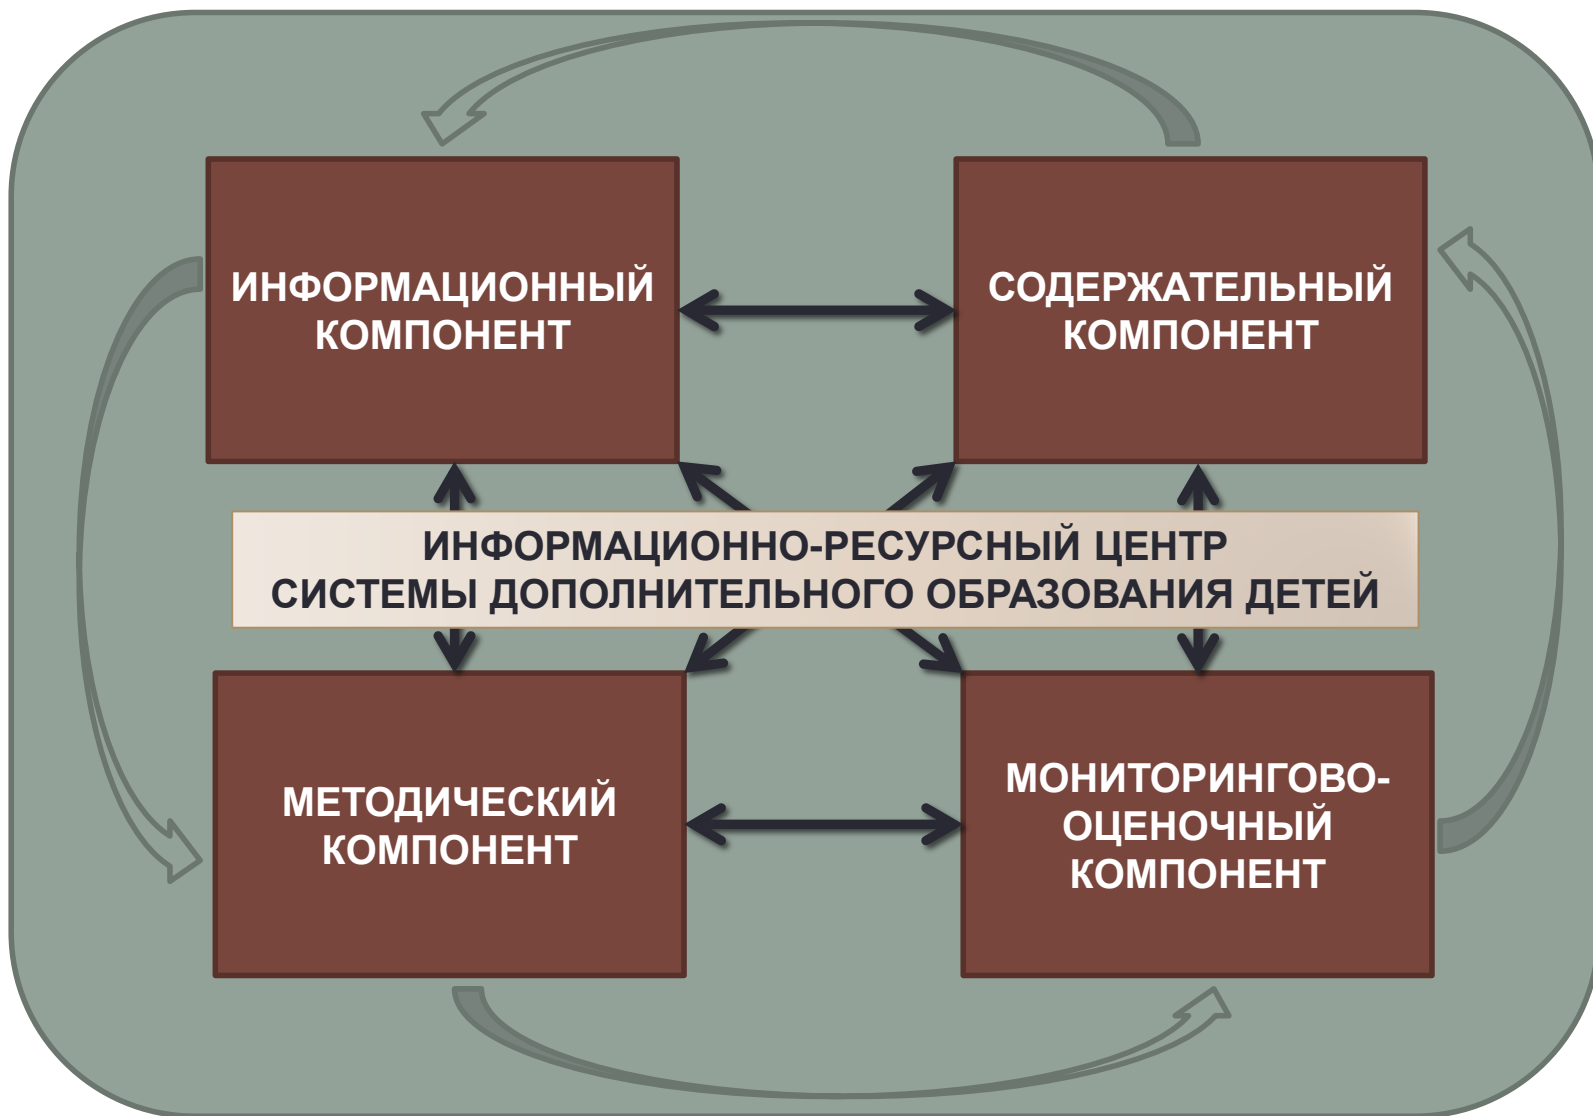 ИНФОРМАЦИОННЫЙ
КОМПОНЕНТ
СОДЕРЖАТЕЛЬНЫЙ
КОМПОНЕНТ
ИНФОРМАЦИОННО-РЕСУРСНЫЙ ЦЕНТР
СИСТЕМЫ ДОПОЛНИТЕЛЬНОГО ОБРАЗОВАНИЯ ДЕТЕЙ
МЕТОДИЧЕСКИЙ
КОМПОНЕНТ
МОНИТОРИНГОВО-
ОЦЕНОЧНЫЙ
КОМПОНЕНТ